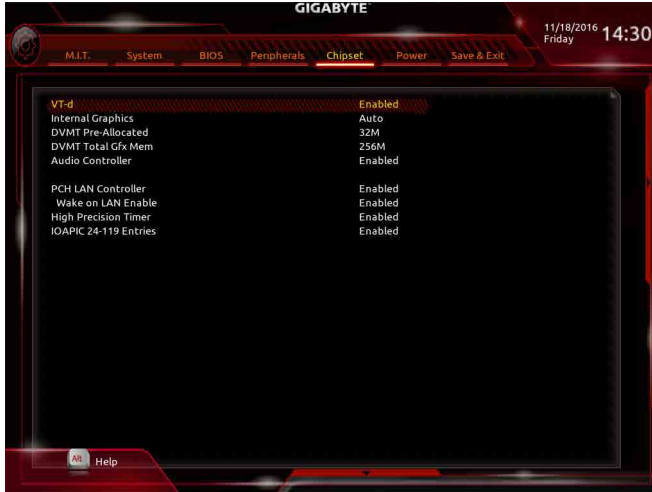 GIGABYTE
11/18/2016 14:30
Friday
M.I.T. System BIOS Peripherals Chipset Power Save & Exit
VT-d Enabled
Internal Graphics Auto
DVMT Pre-Allocated 32M
DVMT Total Gfx Mem 256M
Audio Controller Enabled
PCH LAN Controller Enabled
Wake on LAN Enable Enabled
High Precision Timer Enabled
IOAPIC 24-119 Entries Enabled
Alt Help